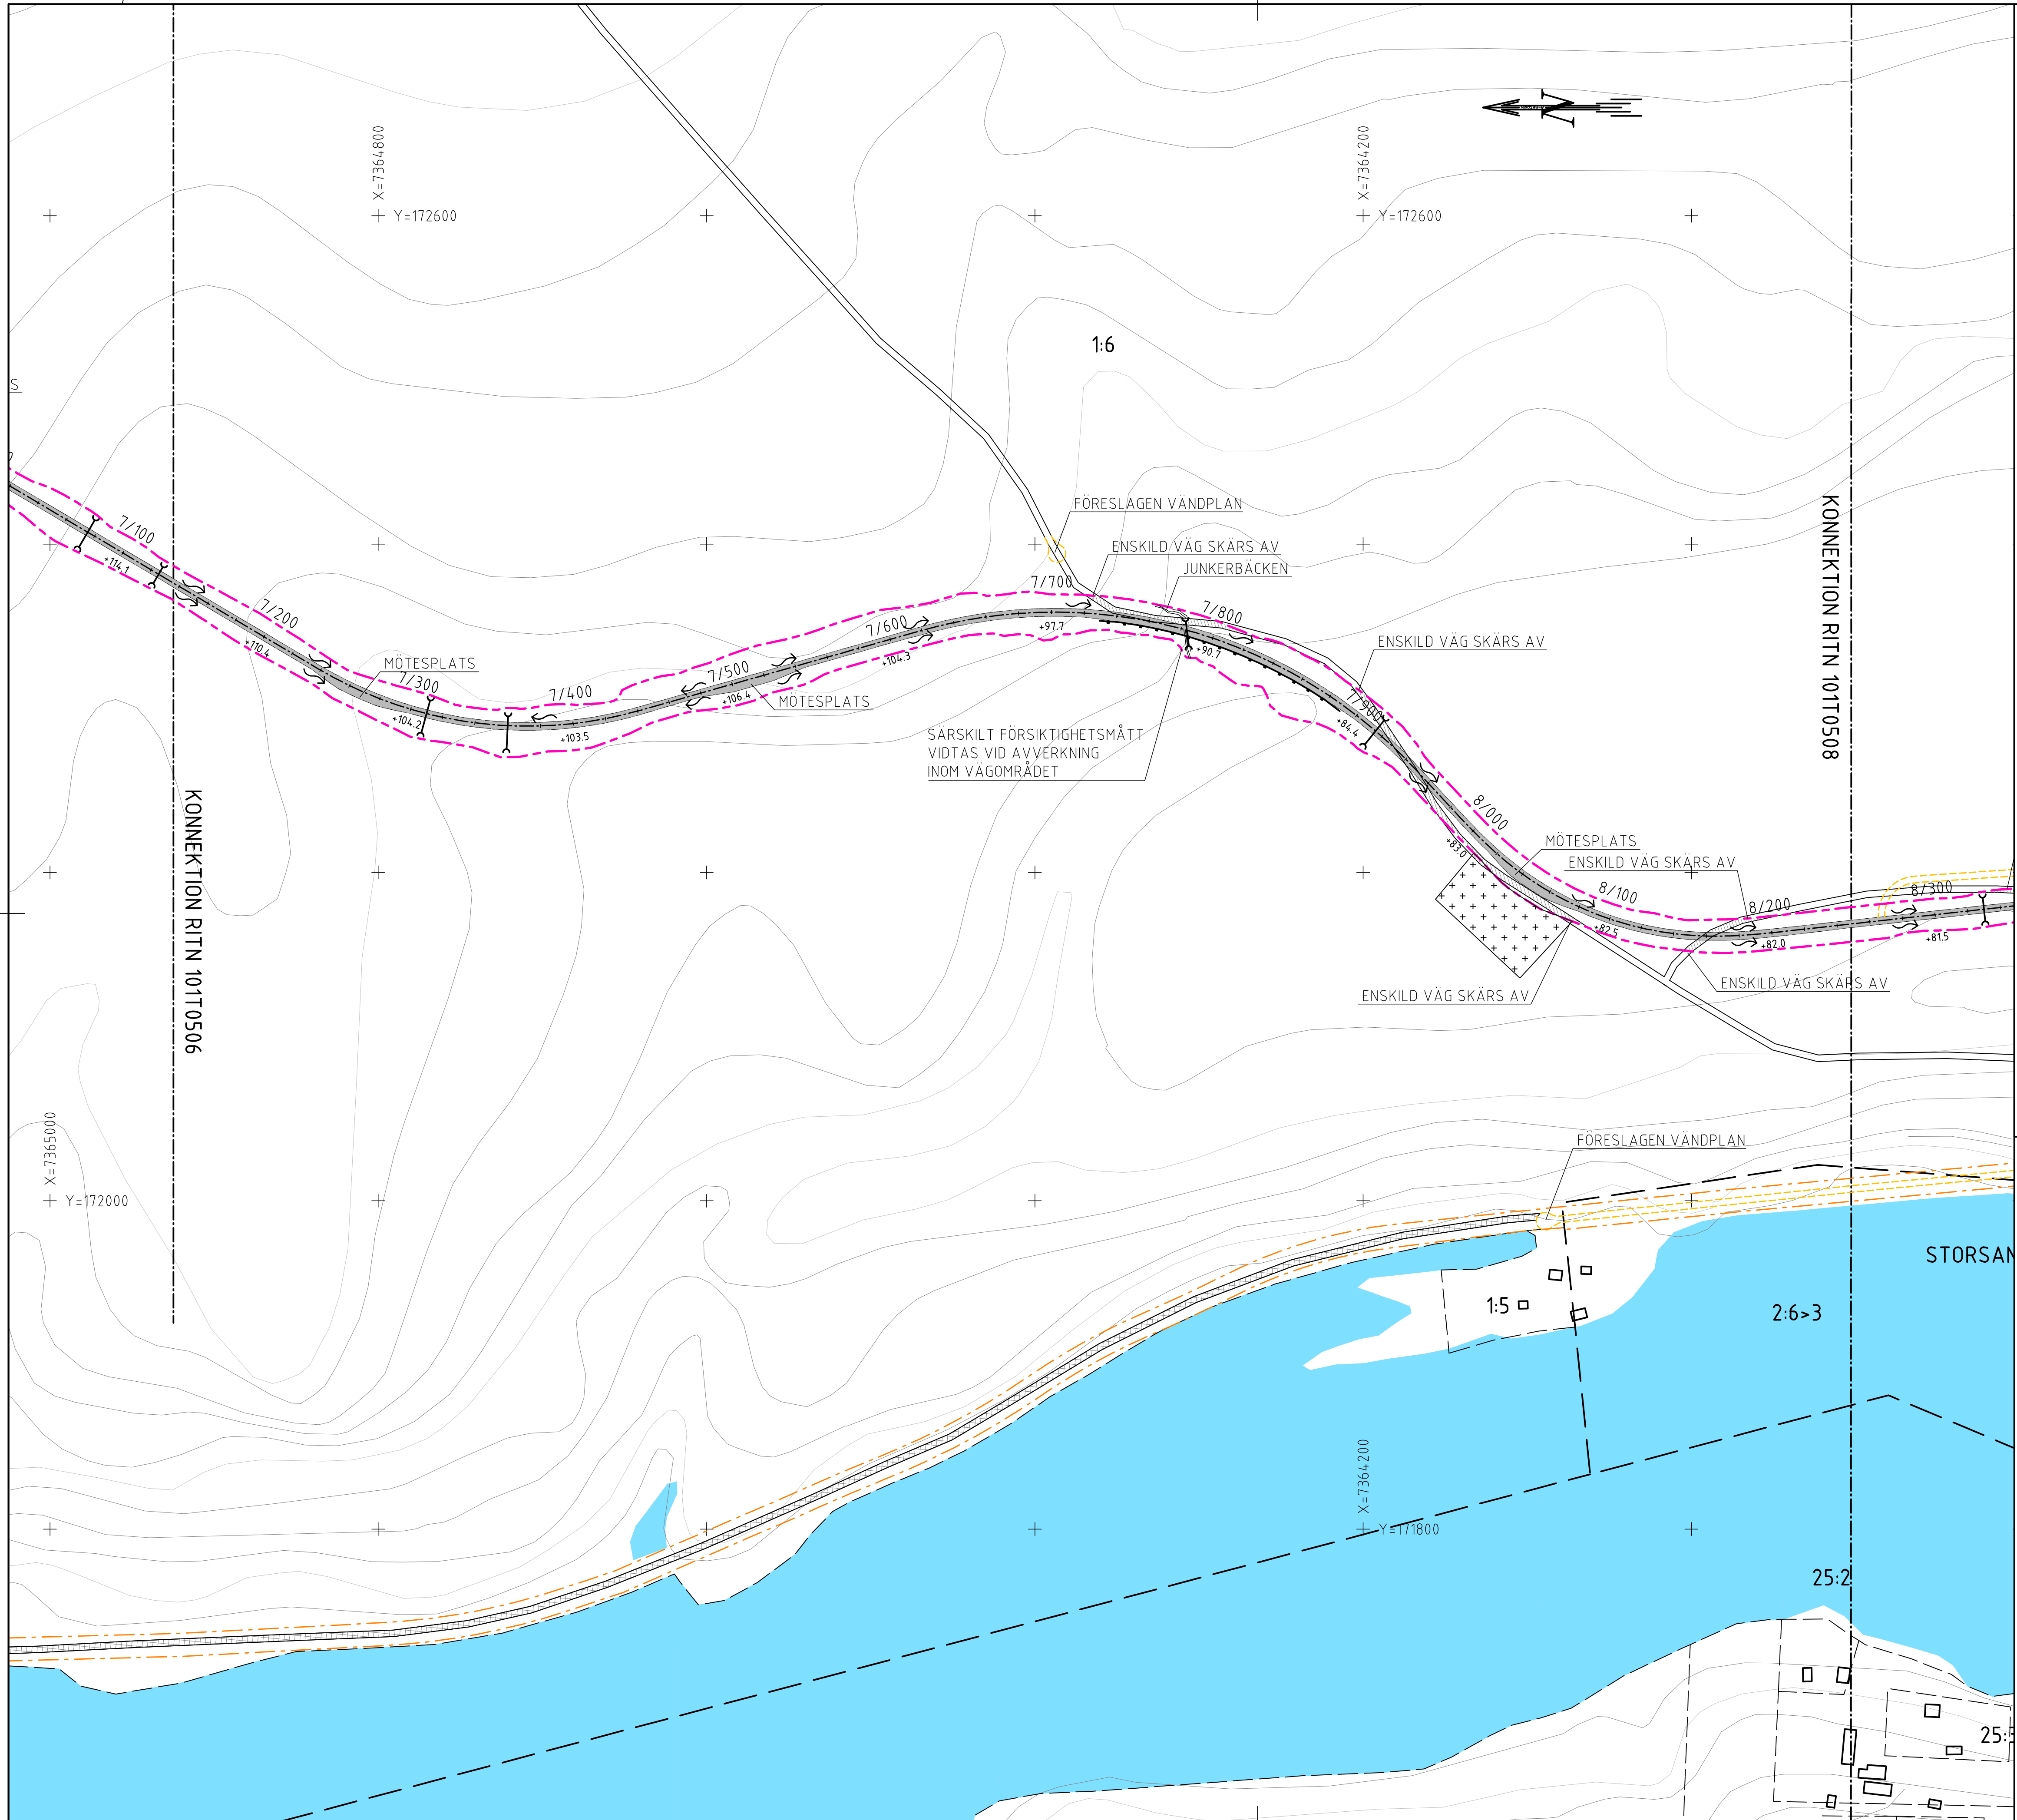 X=7364800
Y=172600
X=7364200
Y=172600
N
1:6
S
FÖRESLAGEN VÄNDPLAN
ENSKILD VÄG SKÄRS AV
JUNKERBÄCKEN
7/100
+114.1
7/200
+110.4
MÖTESPLATS
7/300
+104.2
7/400
+103.5
7/500
+106.4
MÖTESPLATS
7/600
+104.3
7/700
+97.7
7/800
+90.7
ENSKILD VÄG SKÄRS AV
7/900
+84.4
SÄRSKILT FÖRSIKTIGHETSMÅTT
VIDTAS VID AVVERKNING
INOM VÄGOMRÅDET
8/000
+83.0
MÖTESPLATS
ENSKILD VÄG SKÄRS AV
8/100
+82.5
8/200
+82.0
8/300
+81.5
ENSKILD VÄG SKÄRS AV
ENSKILD VÄG SKÄRS AV
KONNEKTION RITN 101T0506
KONNEKTION RITN 101T0508
X=7365000
Y=172000
FÖRESLAGEN VÄNDPLAN
STORSAN
1:5
2:6>3
X=7364200
Y=171800
25:2
25:3